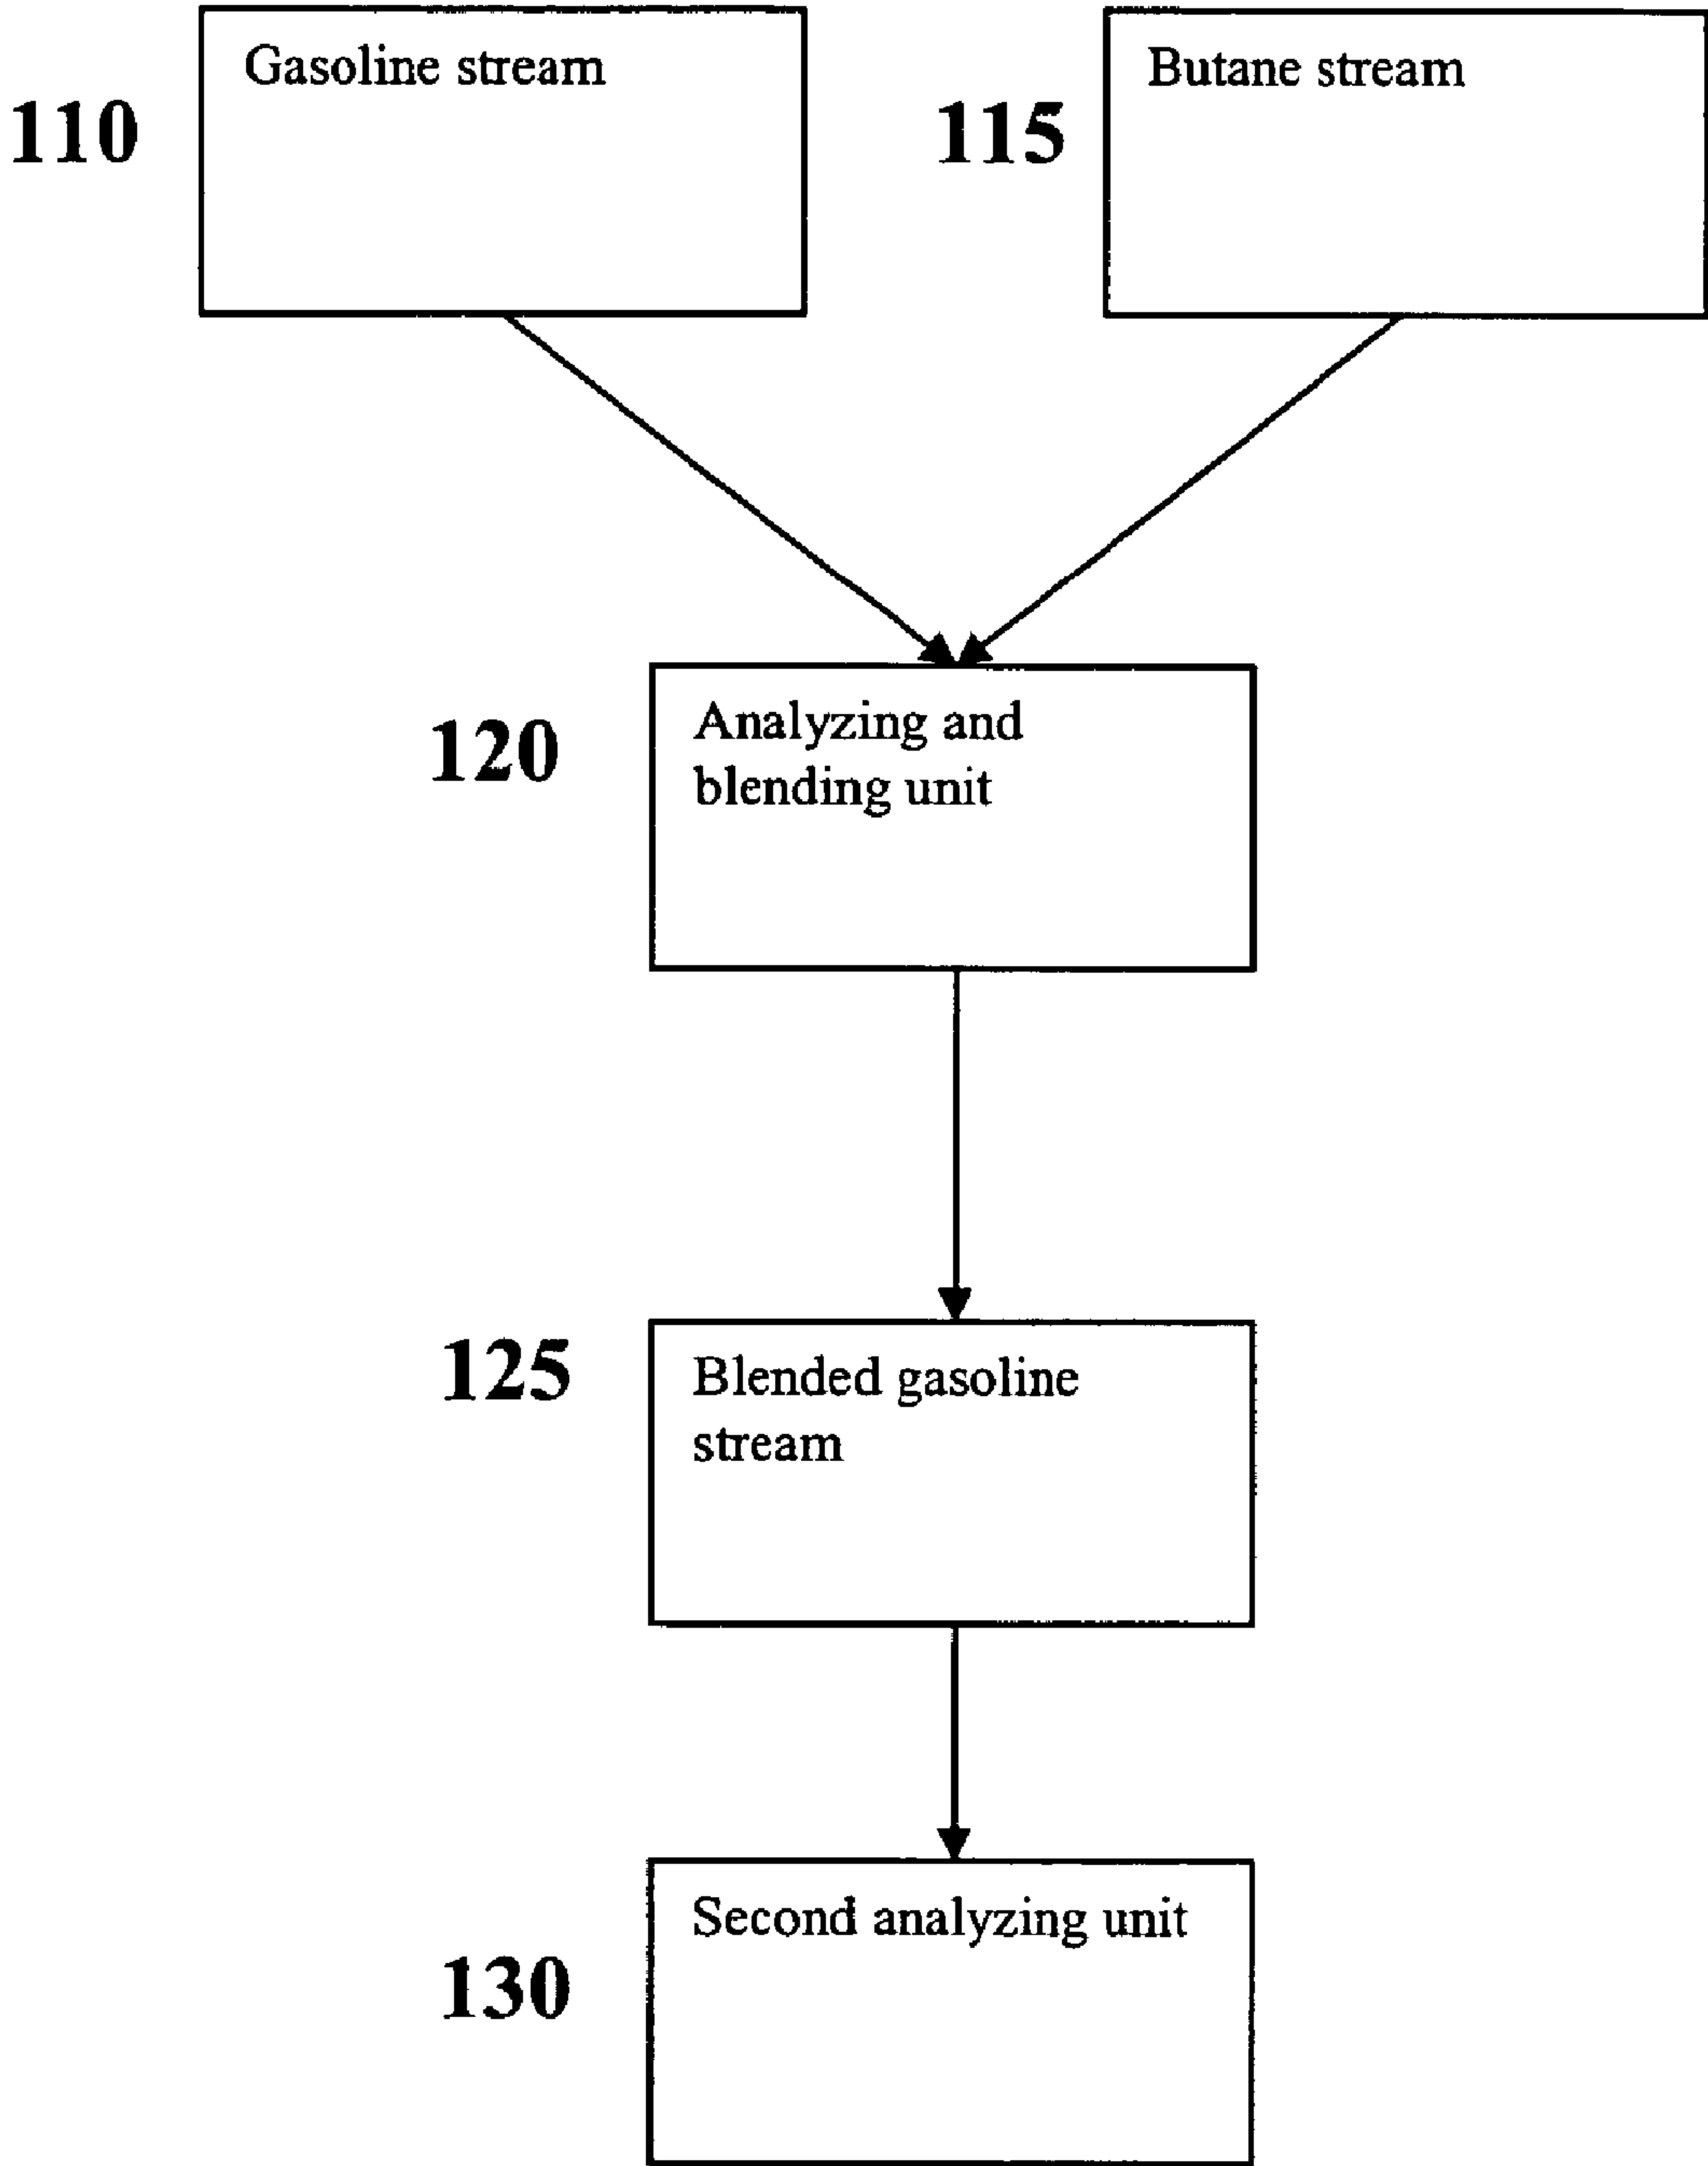 Gasoline stream
110
Butane stream
115
120
Analyzing and
blending unit
125
Blended gasoline
stream
Second analyzing unit
130